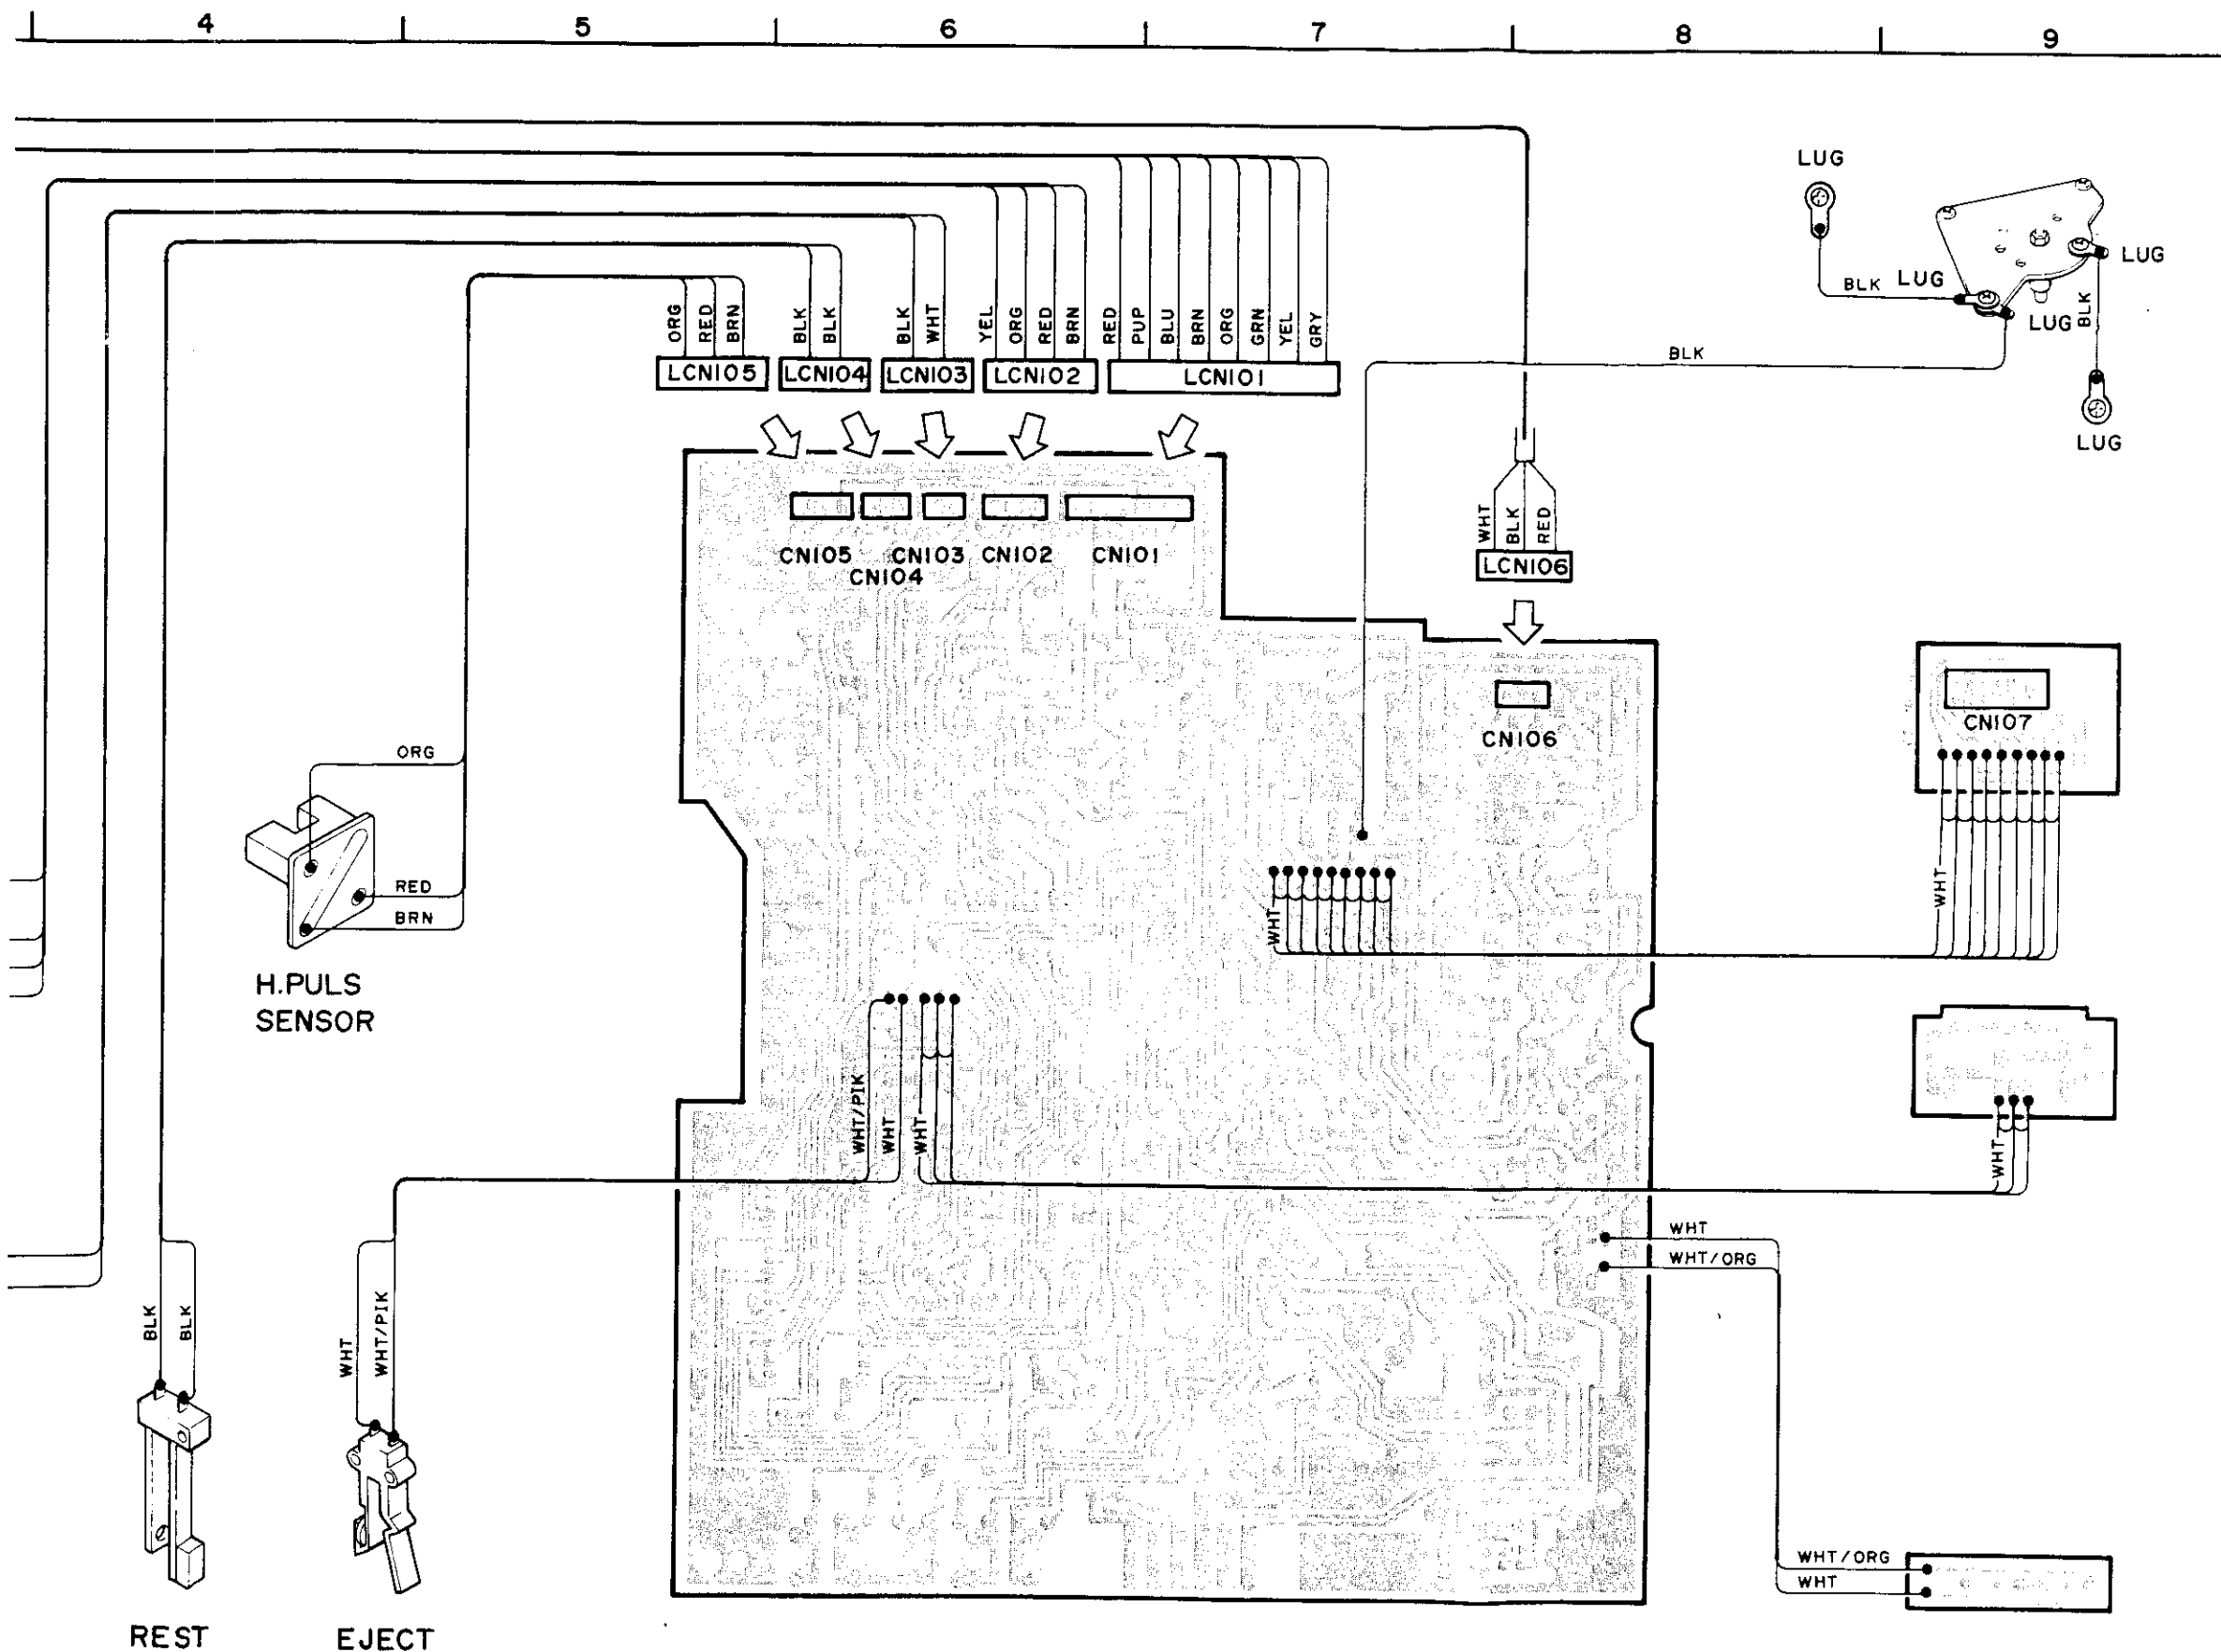 4 5 6 7 8 9
LUG
LUG
LUG
BLK
LUG
BLK
LUG
BLK
ORG RED BRN BLK BLK BLK WHT YEL ORG RED BRN RED PUP BLU BRN ORG GRN YEL GRY
LCN105 LCN104 LCN103 LCN102 LCN101
WHT BLK RED
LCN106
CN105 CN103 CN102 CN101
CN104
CN106
CN107
ORG
RED
BRN
H.PULS
SENSOR
WHT
WHT
WHT/PIK WHT WHT
WHT
WHT
WHT/ORG
BLK BLK
WHT WHT/PIK
WHT/ORG
WHT
REST EJECT